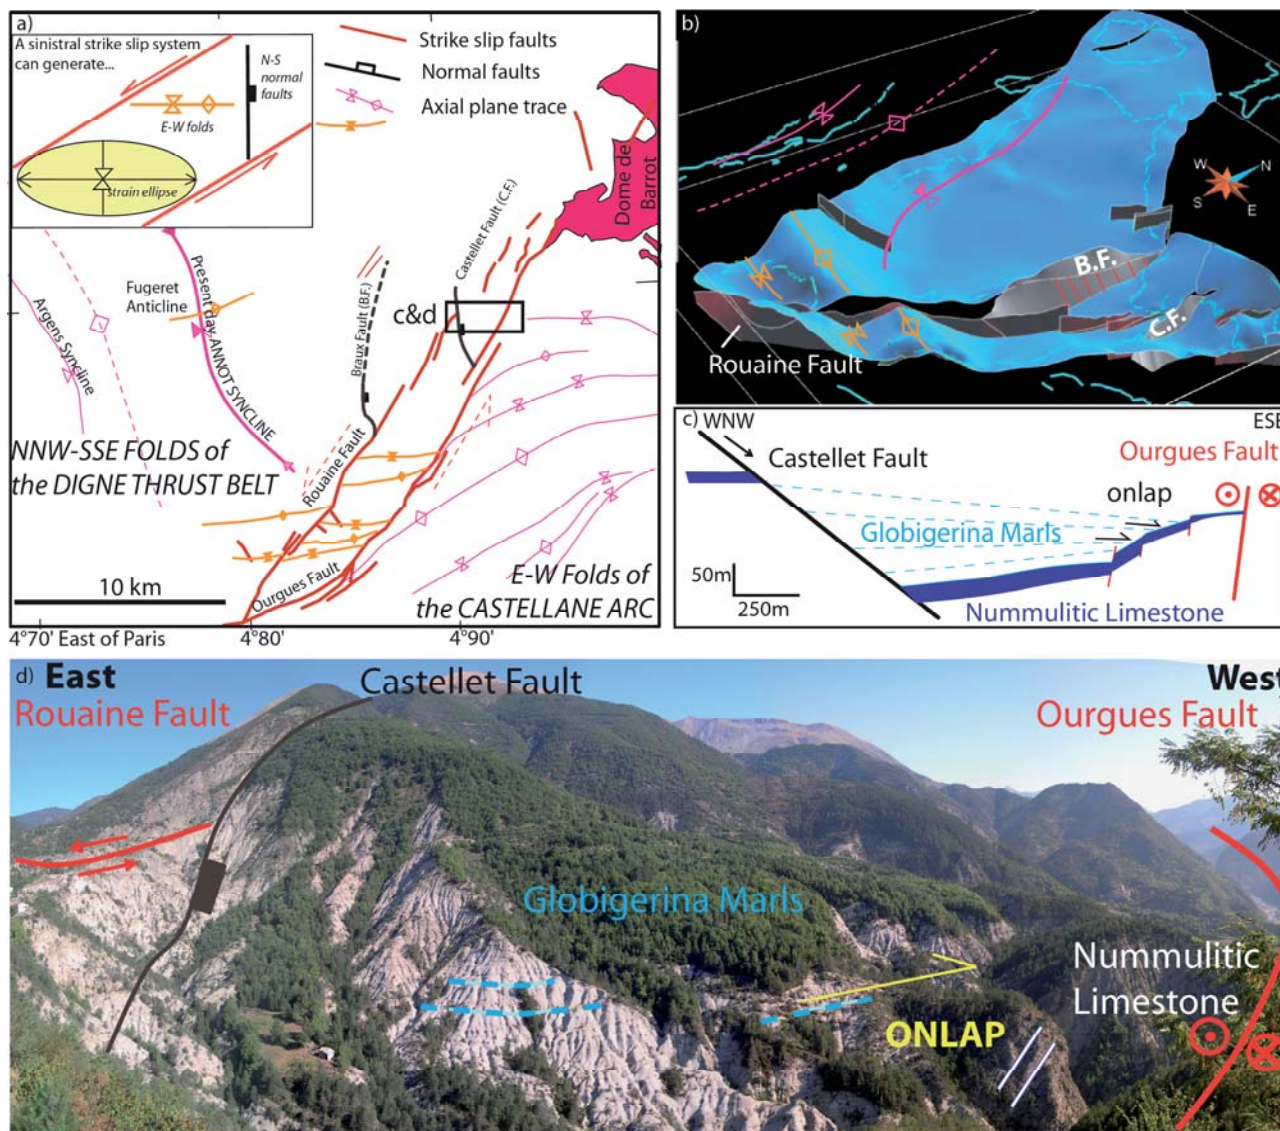 a)
A sinistral strike slip system
can generate...
N-S
normal
faults
E-W folds
strain ellipse
Strike slip faults
Normal faults
Axial plane trace
Dome de
Barrot
Castellet Fault (C.F.)
Braux Fault (B.F.)
c&d
Fugeret
Anticline
Present day ANNOT SYNCLINE
Argens Syncline
NNW-SSE FOLDS of
the DIGNE THRUST BELT
Rouaine Fault
Ourgues Fault
10 km
E-W Folds of
the CASTELLANE ARC
4°70' East of Paris
4°80'
4°90'
b)
W
N
S
E
B.F.
C.F.
Rouaine Fault
c)
WNW
ESE
Castellet Fault
Ourgues Fault
onlap
Globigerina Marls
50m
250m
Nummulitic Limestone
d)
East
West
Rouaine Fault
Castellet Fault
Ourgues Fault
Globigerina Marls
Nummulitic
Limestone
ONLAP